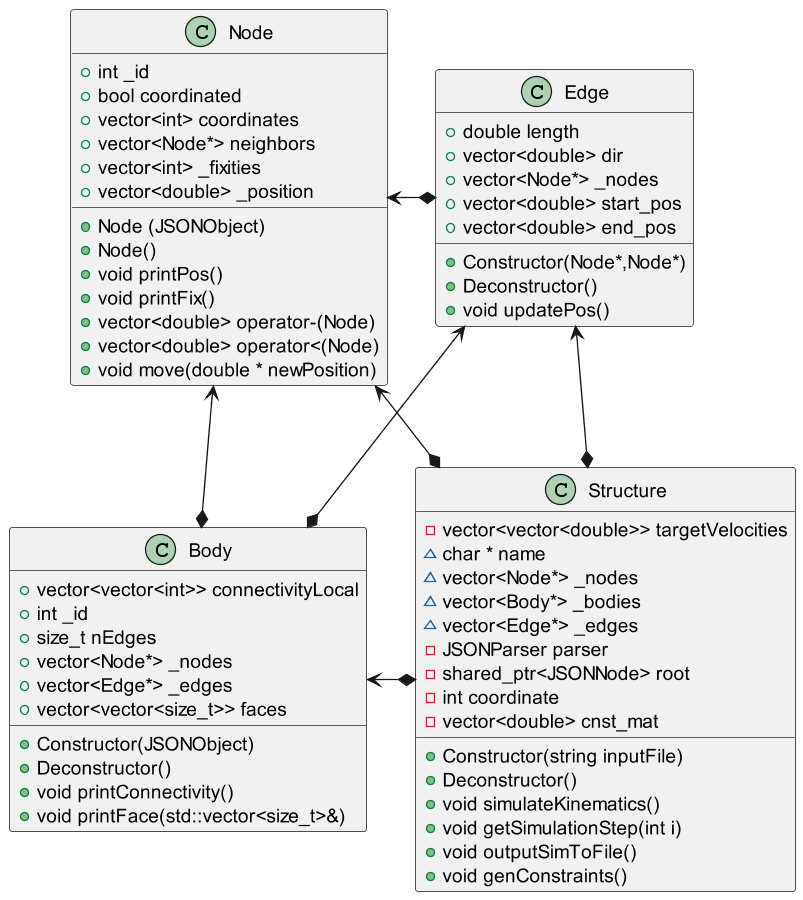 C Node
int _id
bool coordinated
vector<int> coordinates
vector<Node*> neighbors
vector<int> _fixities
vector<double> _position
Node (JSONObject)
Node()
void printPos()
void printFix()
vector<double> operator-(Node)
vector<double> operator<(Node)
void move(double * newPosition)
C Edge
double length
vector<double> dir
vector<Node*> _nodes
vector<double> start_pos
vector<double> end_pos
Constructor(Node*,Node*)
Deconstructor()
void updatePos()
C Body
vector<vector<int>> connectivityLocal
int _id
size_t nEdges
vector<Node*> _nodes
vector<Edge*> _edges
vector<vector<size_t>> faces
Constructor(JSONObject)
Deconstructor()
void printConnectivity()
void printFace(std::vector<size_t>&)
C Structure
vector<vector<double>> targetVelocities
char * name
vector<Node*> _nodes
vector<Body*> _bodies
vector<Edge*> _edges
JSONParser parser
shared_ptr<JSONNode> root
int coordinate
vector<double> cnst_mat
Constructor(string inputFile)
Deconstructor()
void simulateKinematics()
void getSimulationStep(int i)
void outputSimToFile()
void genConstraints()